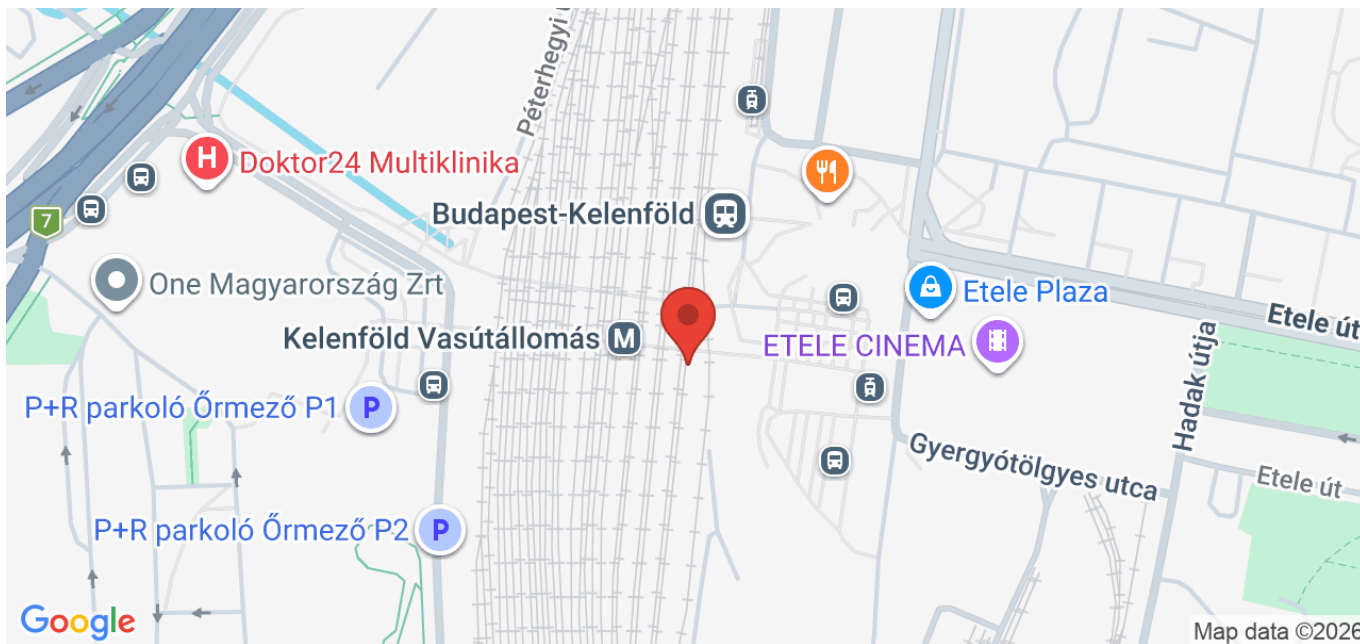 Péterhegyi
H
Doktor24 Multiklinika
Budapest-Kelenföld
7
One Magyarország Zrt
Etele Plaza
Etele út
Kelenföld Vasútállomás M
ETELE CINEMA
Hadak útja
P+R parkoló Őrmező P1 P
Gyergyótölgyes utca
Etele út
P+R parkoló Őrmező P2 P
Google
Map data ©2026